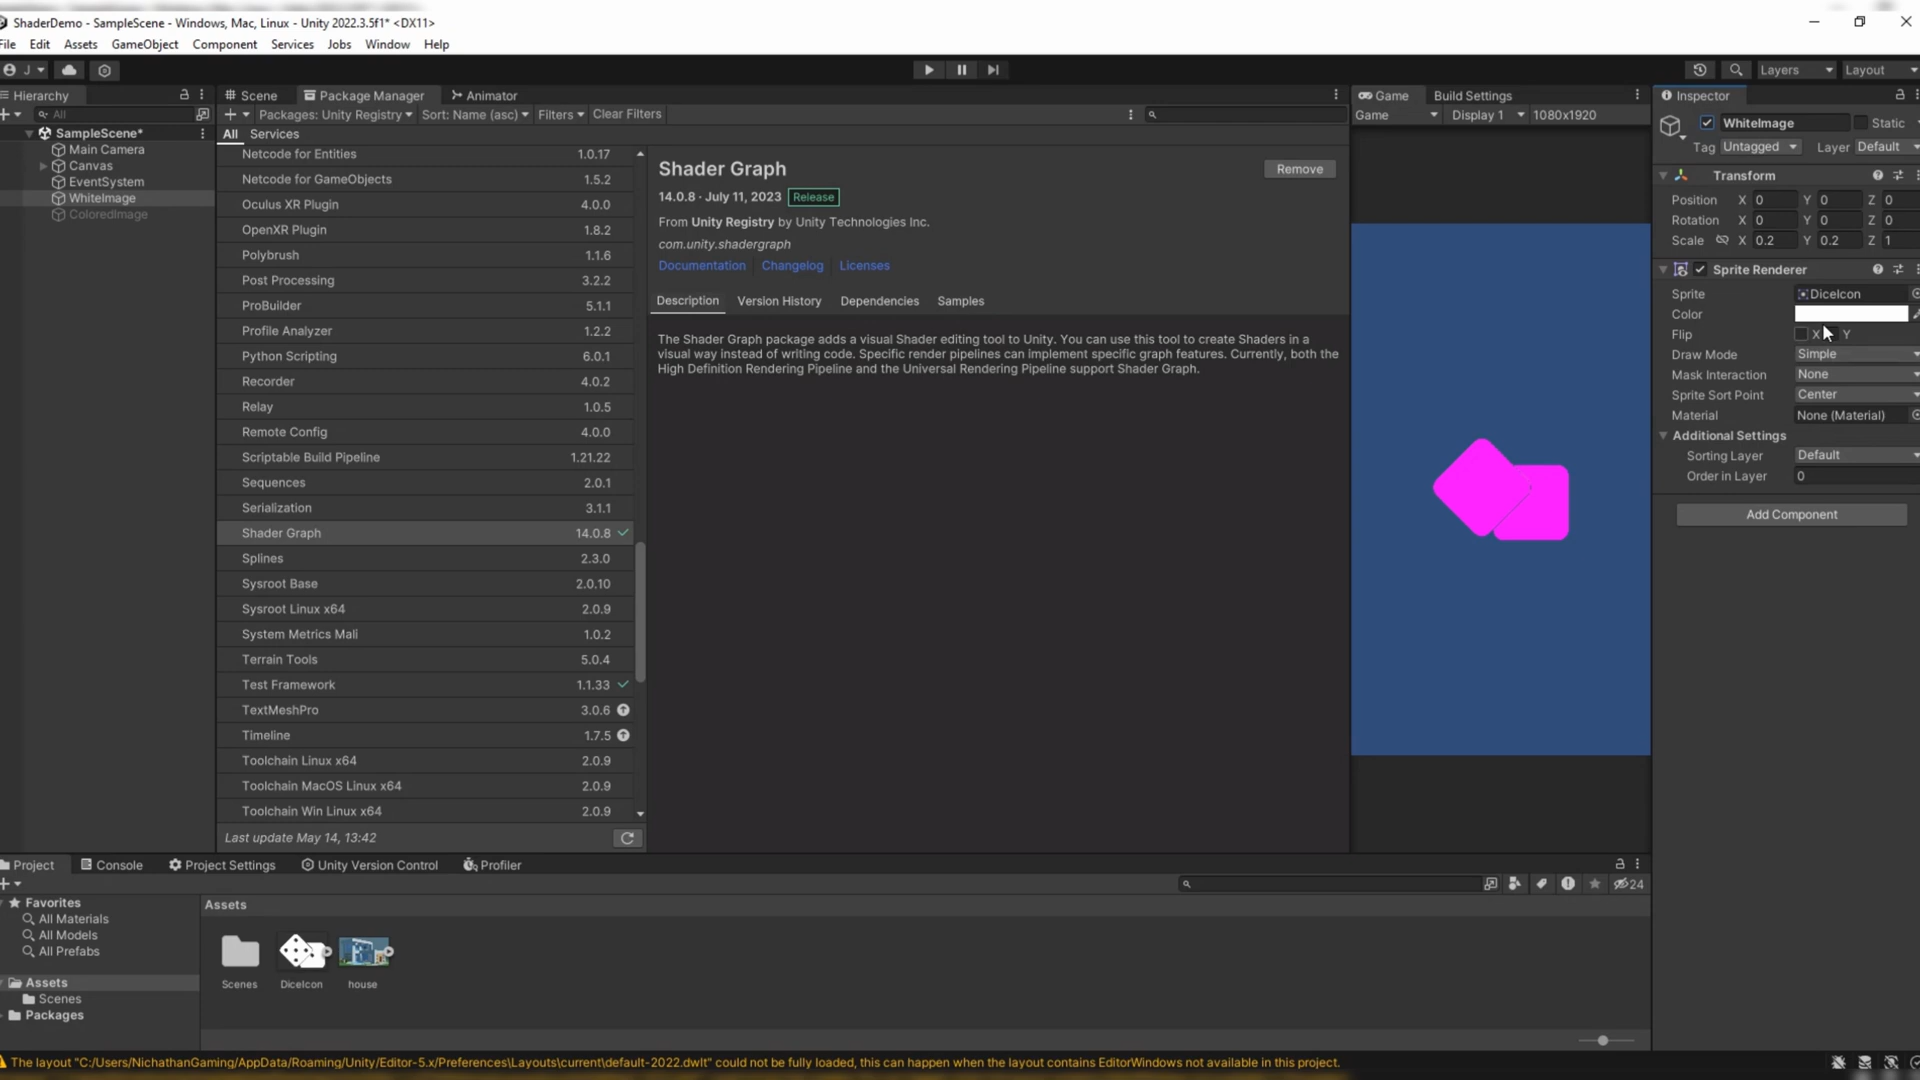 ShaderDemo - SampleScene - Windows, Mac, Linux - Unity 2022.3.5f1* <DX11>
File Edit Assets GameObject Component Services Jobs Window Help
J Layers Layout
Hierarchy
All
SampleScene*
Main Camera
Canvas
EventSystem
WhiteImage
ColoredImage
Scene Package Manager Animator
Packages: Unity Registry Sort: Name (asc) Filters Clear Filters
All Services
Netcode for Entities 1.0.17
Netcode for GameObjects 1.5.2
Oculus XR Plugin 4.0.0
OpenXR Plugin 1.8.2
Polybrush 1.1.6
Post Processing 3.2.2
ProBuilder 5.1.1
Profile Analyzer 1.2.2
Python Scripting 6.0.1
Recorder 4.0.2
Relay 1.0.5
Remote Config 4.0.0
Scriptable Build Pipeline 1.21.22
Sequences 2.0.1
Serialization 3.1.1
Shader Graph 14.0.8
Splines 2.3.0
Sysroot Base 2.0.10
Sysroot Linux x64 2.0.9
System Metrics Mali 1.0.2
Terrain Tools 5.0.4
Test Framework 1.1.33
TextMeshPro 3.0.6
Timeline 1.7.5
Toolchain Linux x64 2.0.9
Toolchain MacOS Linux x64 2.0.9
Toolchain Win Linux x64 2.0.9
Last update May 14, 13:42
Shader Graph Remove
14.0.8 · July 11, 2023 Release
From Unity Registry by Unity Technologies Inc.
com.unity.shadergraph
Documentation Changelog Licenses
Description Version History Dependencies Samples
The Shader Graph package adds a visual Shader editing tool to Unity. You can use this tool to create Shaders in a
visual way instead of writing code. Specific render pipelines can implement specific graph features. Currently, both the
High Definition Rendering Pipeline and the Universal Rendering Pipeline support Shader Graph.
Game Build Settings
Game Display 1 1080x1920
Inspector
WhiteImage Static
Tag Untagged Layer Default
Transform
Position X 0 Y 0 Z 0
Rotation X 0 Y 0 Z 0
Scale X 0.2 Y 0.2 Z 1
Sprite Renderer
Sprite DiceIcon
Color
Flip X Y
Draw Mode Simple
Mask Interaction None
Sprite Sort Point Center
Material None (Material)
Additional Settings
Sorting Layer Default
Order in Layer 0
Add Component
Project Console Project Settings Unity Version Control Profiler
24
Favorites
All Materials
All Models
All Prefabs
Assets
Scenes
Packages
Assets
Scenes DiceIcon house
The layout "C:/Users/NichathanGaming/AppData/Roaming/Unity/Editor-5.x/Preferences\Layouts\current\default-2022.dwlt" could not be fully loaded, this can happen when the layout contains EditorWindows not available in this project.